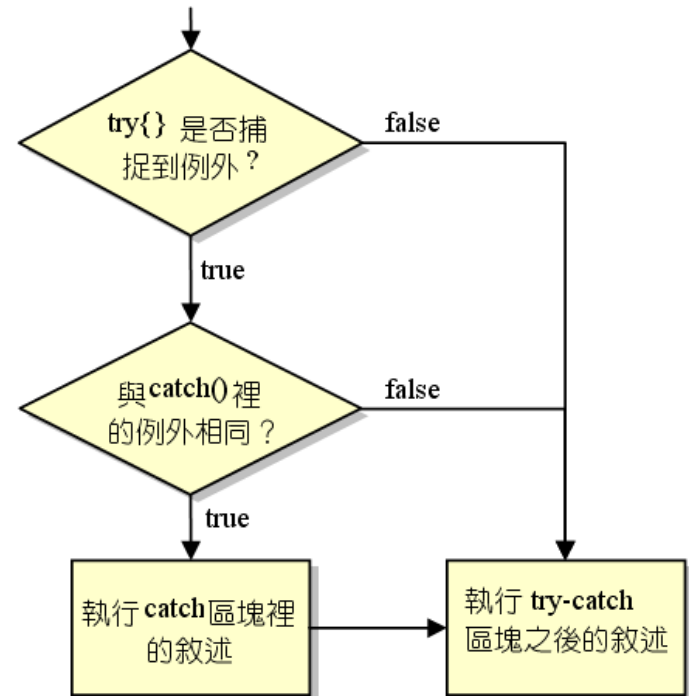 try{} 是否捕
捉到例外？
false
true
與catch()裡
的例外相同？
false
true
執行catch區塊裡
的敘述
執行 try-catch
區塊之後的敘述